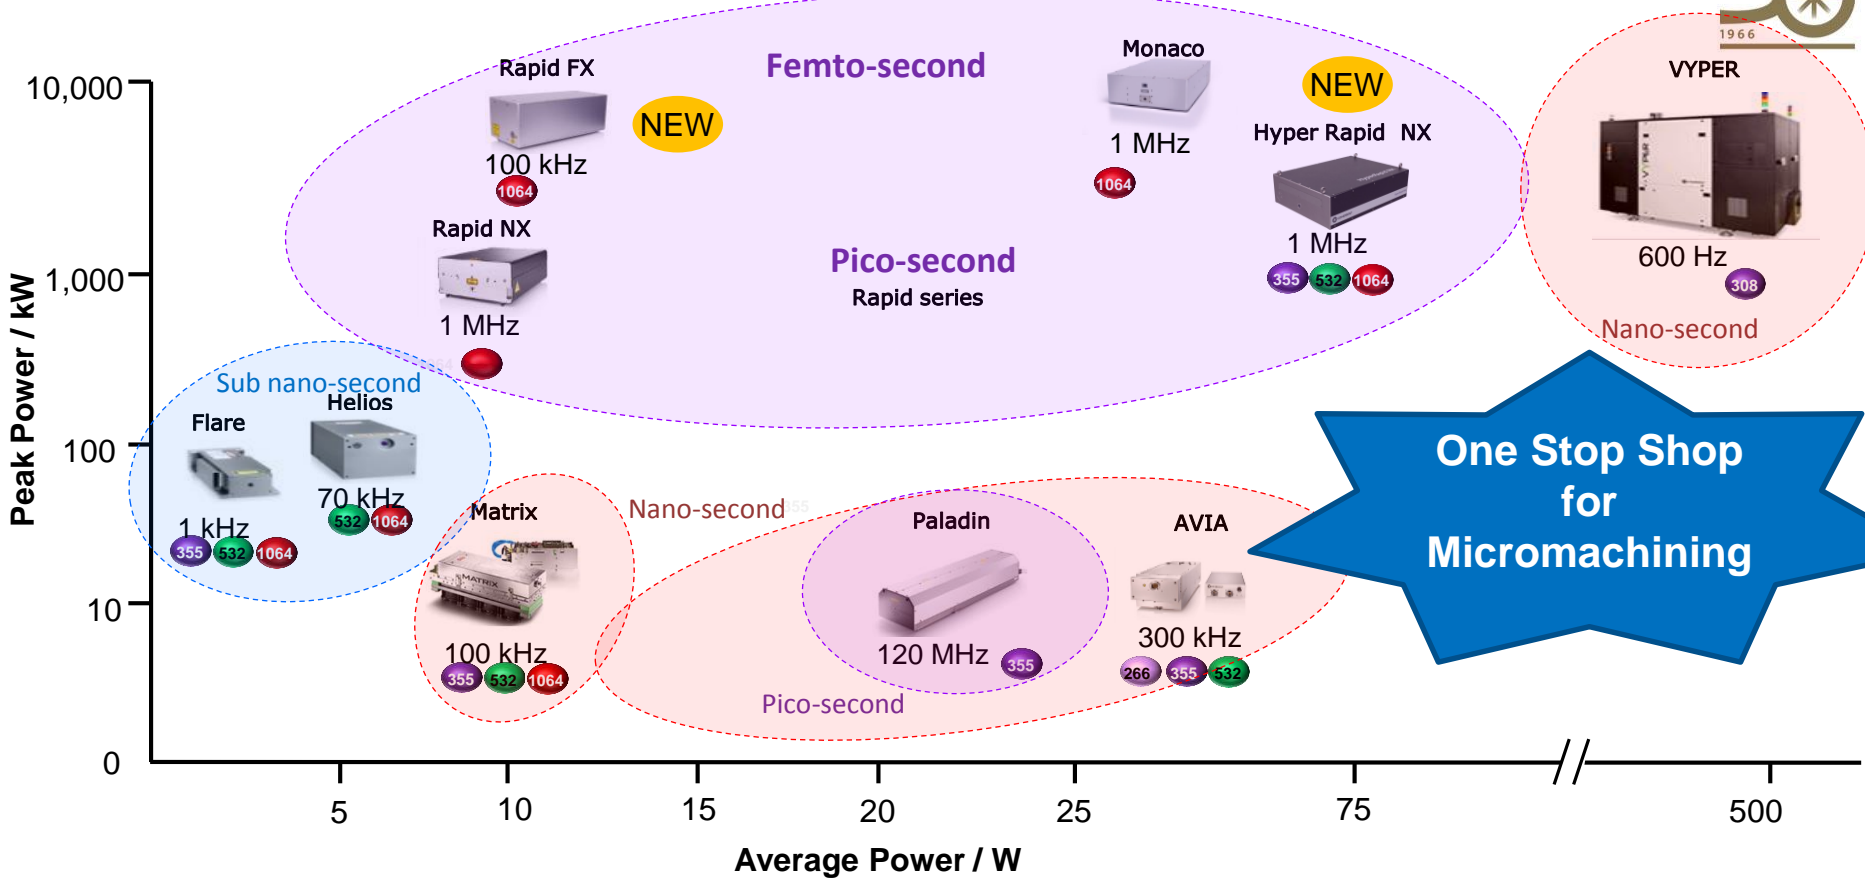 1966
Femto-second
Monaco
Rapid FX
NEW
VYPER
10,000
NEW
1 MHz
Hyper Rapid NX
100 kHz
1064
1064
Rapid NX
VYPER
1 MHz
600 Hz
Pico-second
1,000
355 532 1064
308
Rapid series
1 MHz
Nano-second
Peak Power / kW
Sub nano-second
Helios
Flare
100
One Stop Shop
for
Micromachining
70 kHz
532 1064
1 kHz
355 532 1064
Matrix
Nano-second
355
Paladin
AVIA
MATRIX
10
100 kHz
355 532 1064
120 MHz
355
300 kHz
266 355 532
Pico-second
0
5 10 15 20 25 75 500
Average Power / W